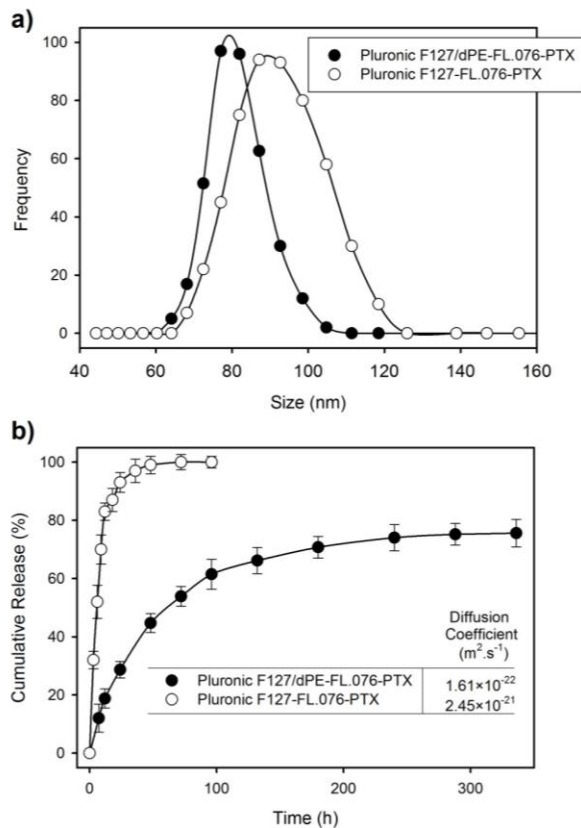 a)
Pluronic F127/dPE-FL.076-PTX
Pluronic F127-FL.076-PTX
Frequency
100
80
60
40
20
0
40 60 80 100 120 140 160
Size (nm)
b)
Cumulative Release (%)
100
80
60
40
20
0
Diffusion
Coefficient
(m².s⁻¹)
Pluronic F127/dPE-FL.076-PTX 1.61×10⁻²²
Pluronic F127-FL.076-PTX 2.45×10⁻²¹
0 100 200 300
Time (h)